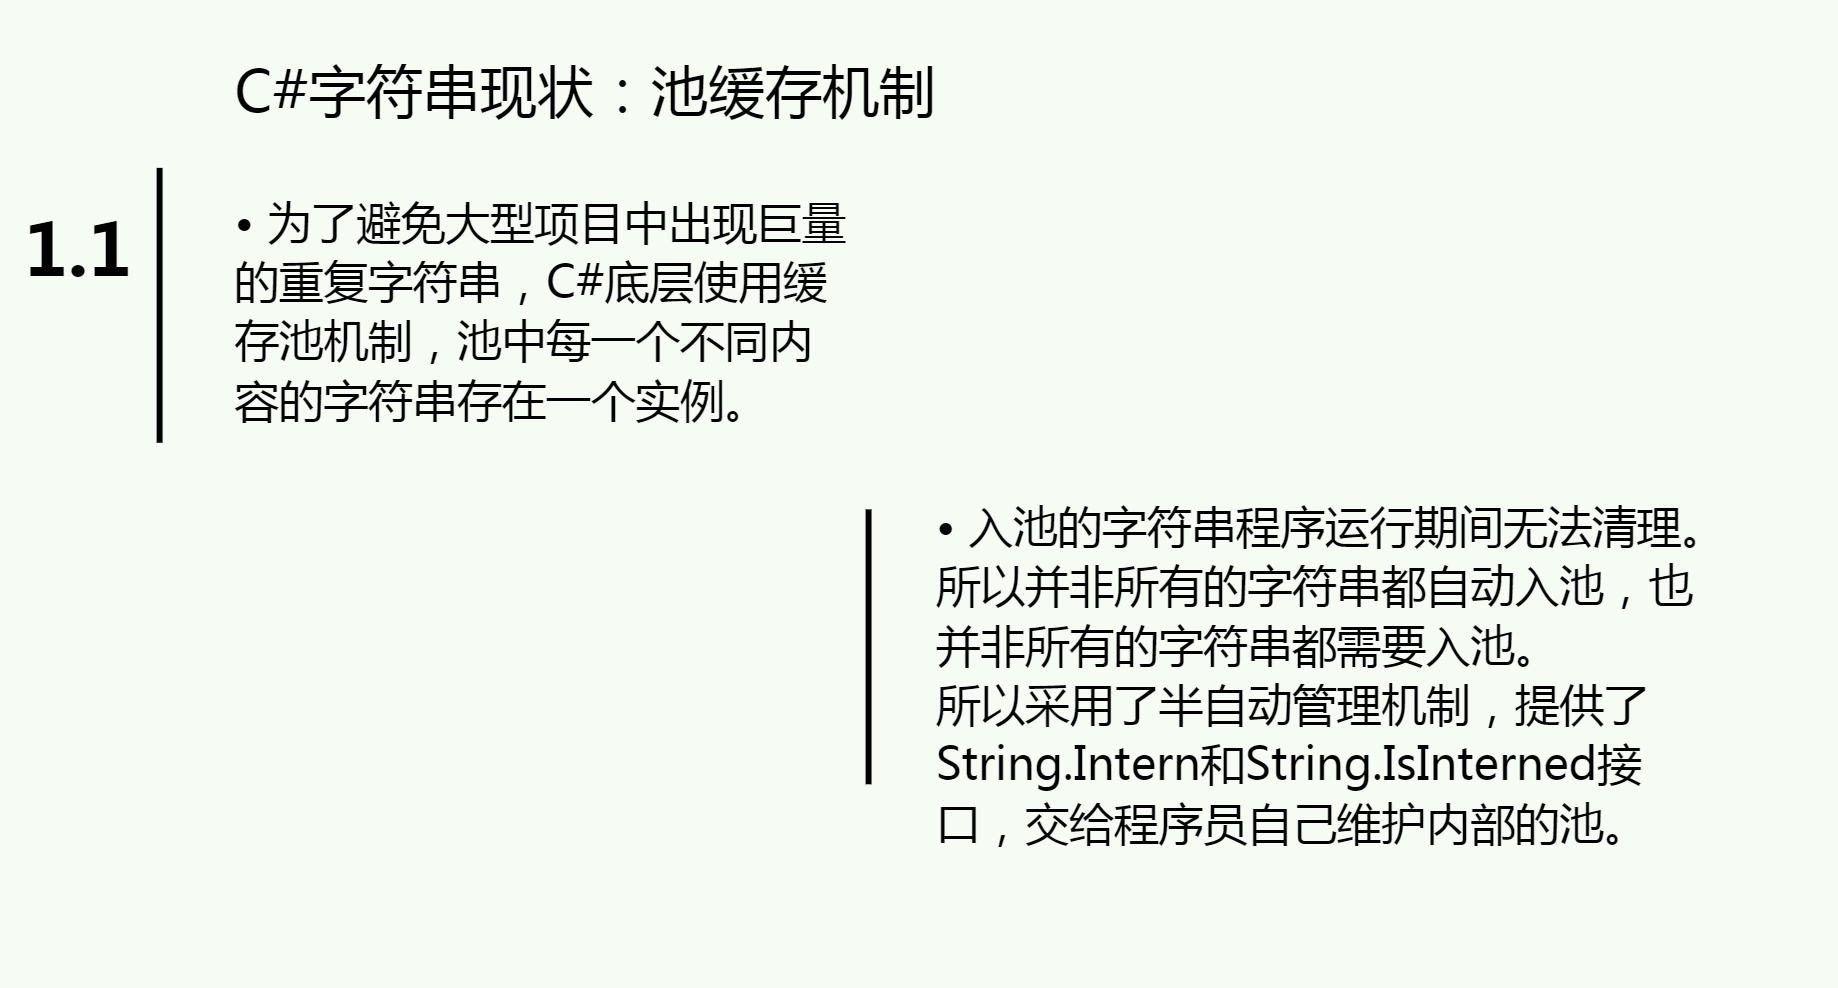 C#字符串现状：池缓存机制
1.1
• 为了避免大型项目中出现巨量
的重复字符串，C#底层使用缓
存池机制，池中每一个不同内
容的字符串存在一个实例。
• 入池的字符串程序运行期间无法清理。
所以并非所有的字符串都自动入池，也
并非所有的字符串都需要入池。
所以采用了半自动管理机制，提供了
String.Intern和String.IsInterned接
口，交给程序员自己维护内部的池。